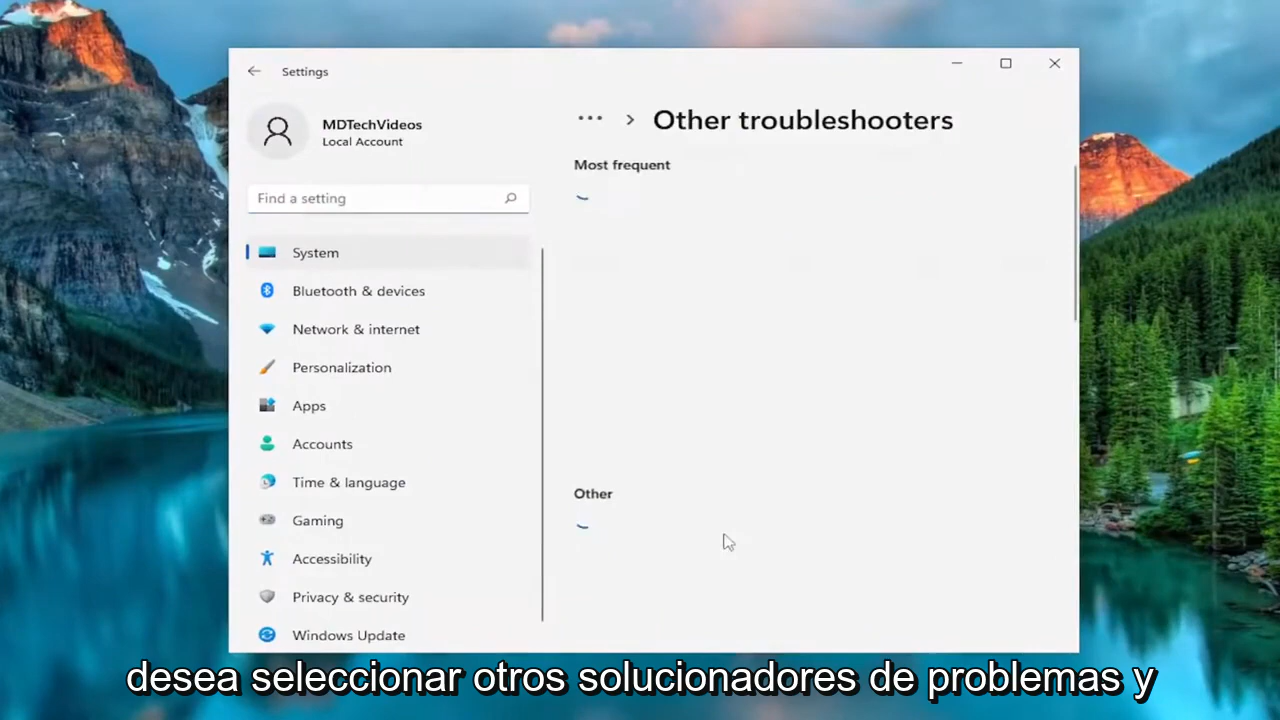 Settings
MDTechVideos
Local Account
Find a setting
System
Bluetooth & devices
Network & internet
Personalization
Apps
Accounts
Time & language
Gaming
Accessibility
Privacy & security
Windows Update
... > Other troubleshooters
Most frequent
Other
desea seleccionar otros solucionadores de problemas y